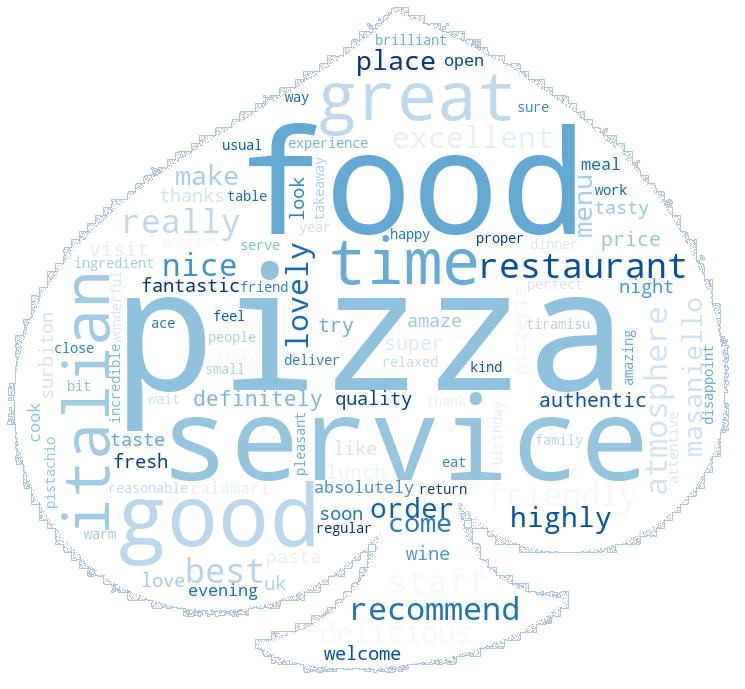 brilliant
place open
great
way sure
food
usual experience
excellent
make look takeaway menu meal
thanks table work
tasty
really year
happy proper price
visit dessert serve lovely time dinner
nice restaurant
ingredient
fantastic friend perfect night
wonderful
pizza
italian
ace feel try amaze pizzeria tiramisu
surbiton people super atmosphere masaniello
close italy deliver relaxed kind amazing
small
bit incredible disappoint
wait definitely quality thank authentic
service
cook taste pleasant birthday family attentive
fresh like eat
pistachio lunch
reasonable calamari absolutely return friendly
good
soon order highly
warm regular come
best pasta wine
love uk staff
evening
recommend
delicious
welcome